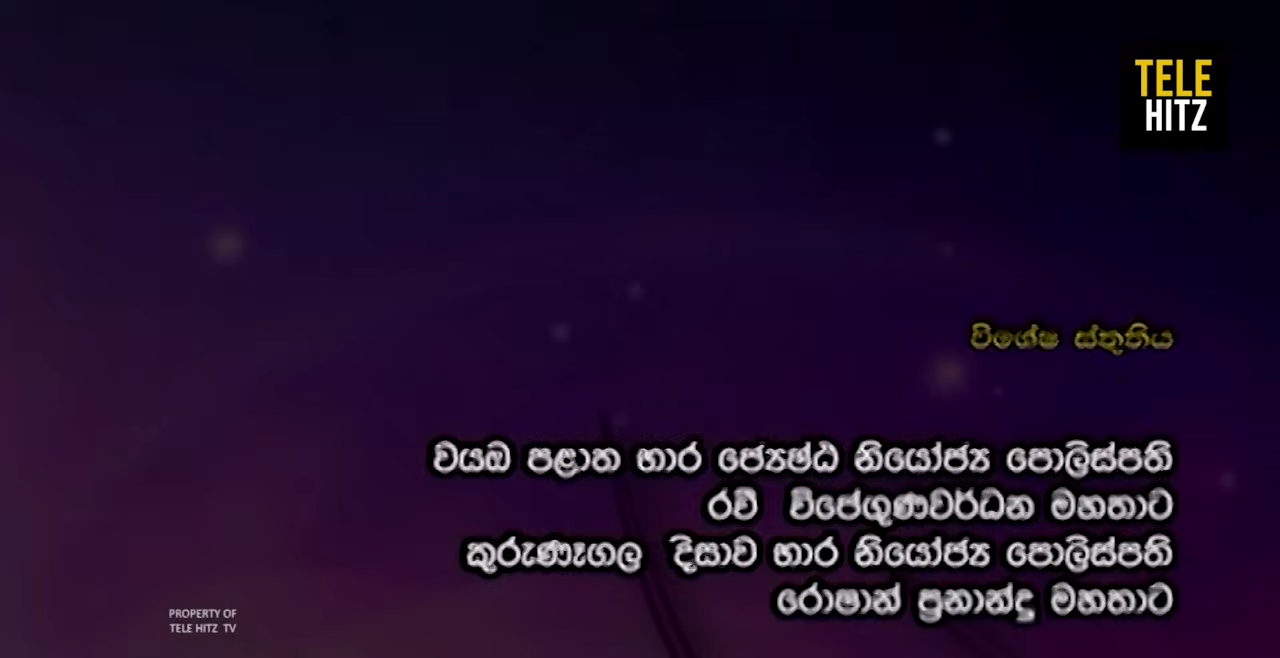 TELE
HITZ
විශේෂ ස්තුතිය
වයඹ පළාත භාර ජ්‍යෙෂ්ඨ නියෝජ්‍ය පොලිස්පති
රවී විජේගුණවර්ධන මහතාට
කුරුණෑගල දිසාව භාර නියෝජ්‍ය පොලිස්පති
රොෂාන් ප්‍රනාන්දු මහතාට
PROPERTY OF
TELE HITZ TV